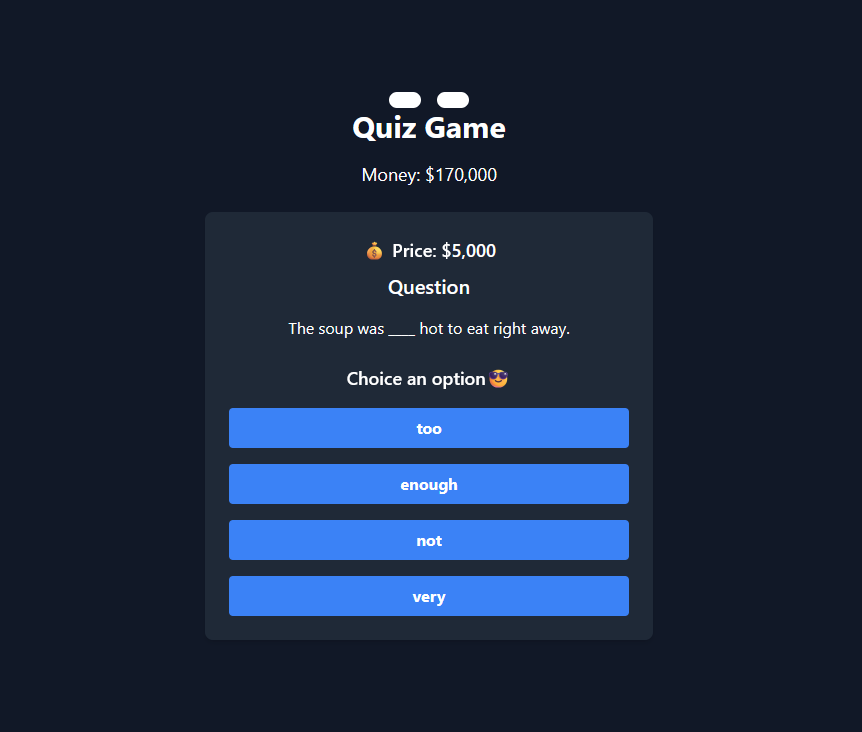 Quiz Game
Money: $170,000
💰 Price: $5,000
Question
The soup was ____ hot to eat right away.
Choice an option😎
too
enough
not
very